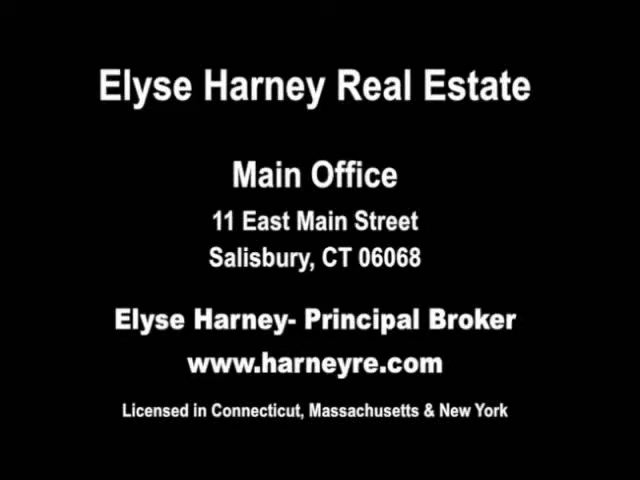 Elyse Harney Real Estate
Main Office
11 East Main Street
Salisbury, CT 06068
Elyse Harney- Principal Broker
www.harneyre.com
Licensed in Connecticut, Massachusetts & New York